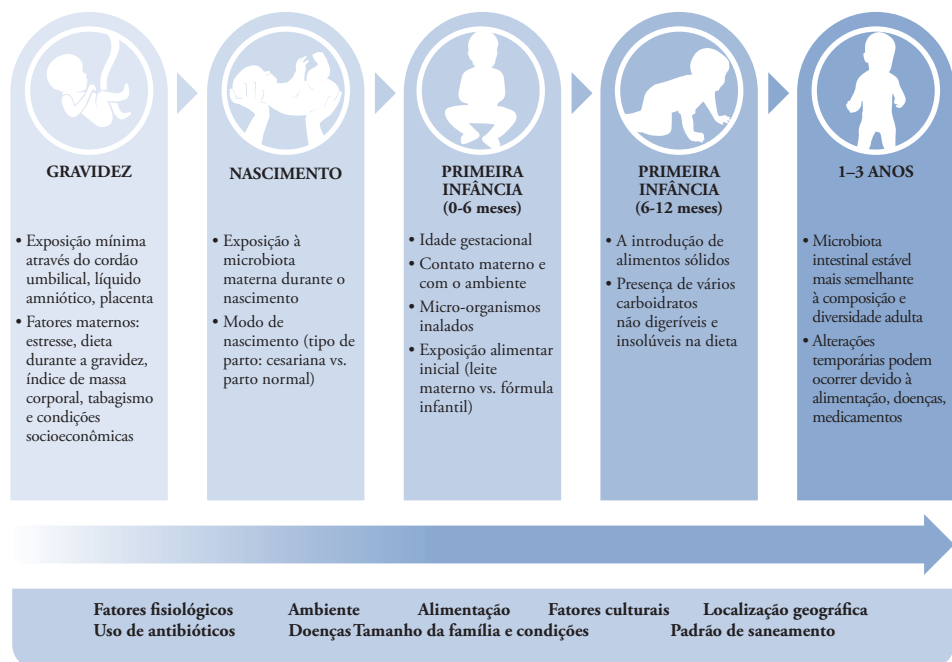 GRAVIDEZ
• Exposição mínima
através do cordão
umbilical, líquido
amniótico, placenta
• Fatores maternos:
estresse, dieta
durante a gravidez,
índice de massa
corporal, tabagismo
e condições
socioeconômicas
NASCIMENTO
• Exposição à
microbiota
materna durante o
nascimento
• Modo de
nascimento (tipo de
parto: cesariana vs.
parto normal)
PRIMEIRA
INFÂNCIA
(0-6 meses)
• Idade gestacional
• Contato materno e
com o ambiente
• Micro-organismos
inalados
• Exposição alimentar
inicial (leite
materno vs. fórmula
infantil)
PRIMEIRA
INFÂNCIA
(6-12 meses)
• A introdução de
alimentos sólidos
• Presença de vários
carboidratos
não digeríveis e
insolúveis na dieta
1–3 ANOS
• Microbiota
intestinal estável
mais semelhante
à composição e
diversidade adulta
• Alterações
temporárias podem
ocorrer devido à
alimentação, doenças,
medicamentos
Fatores fisiológicos Ambiente Alimentação Fatores culturais Localização geográfica
Uso de antibióticos Doenças Tamanho da família e condições Padrão de saneamento